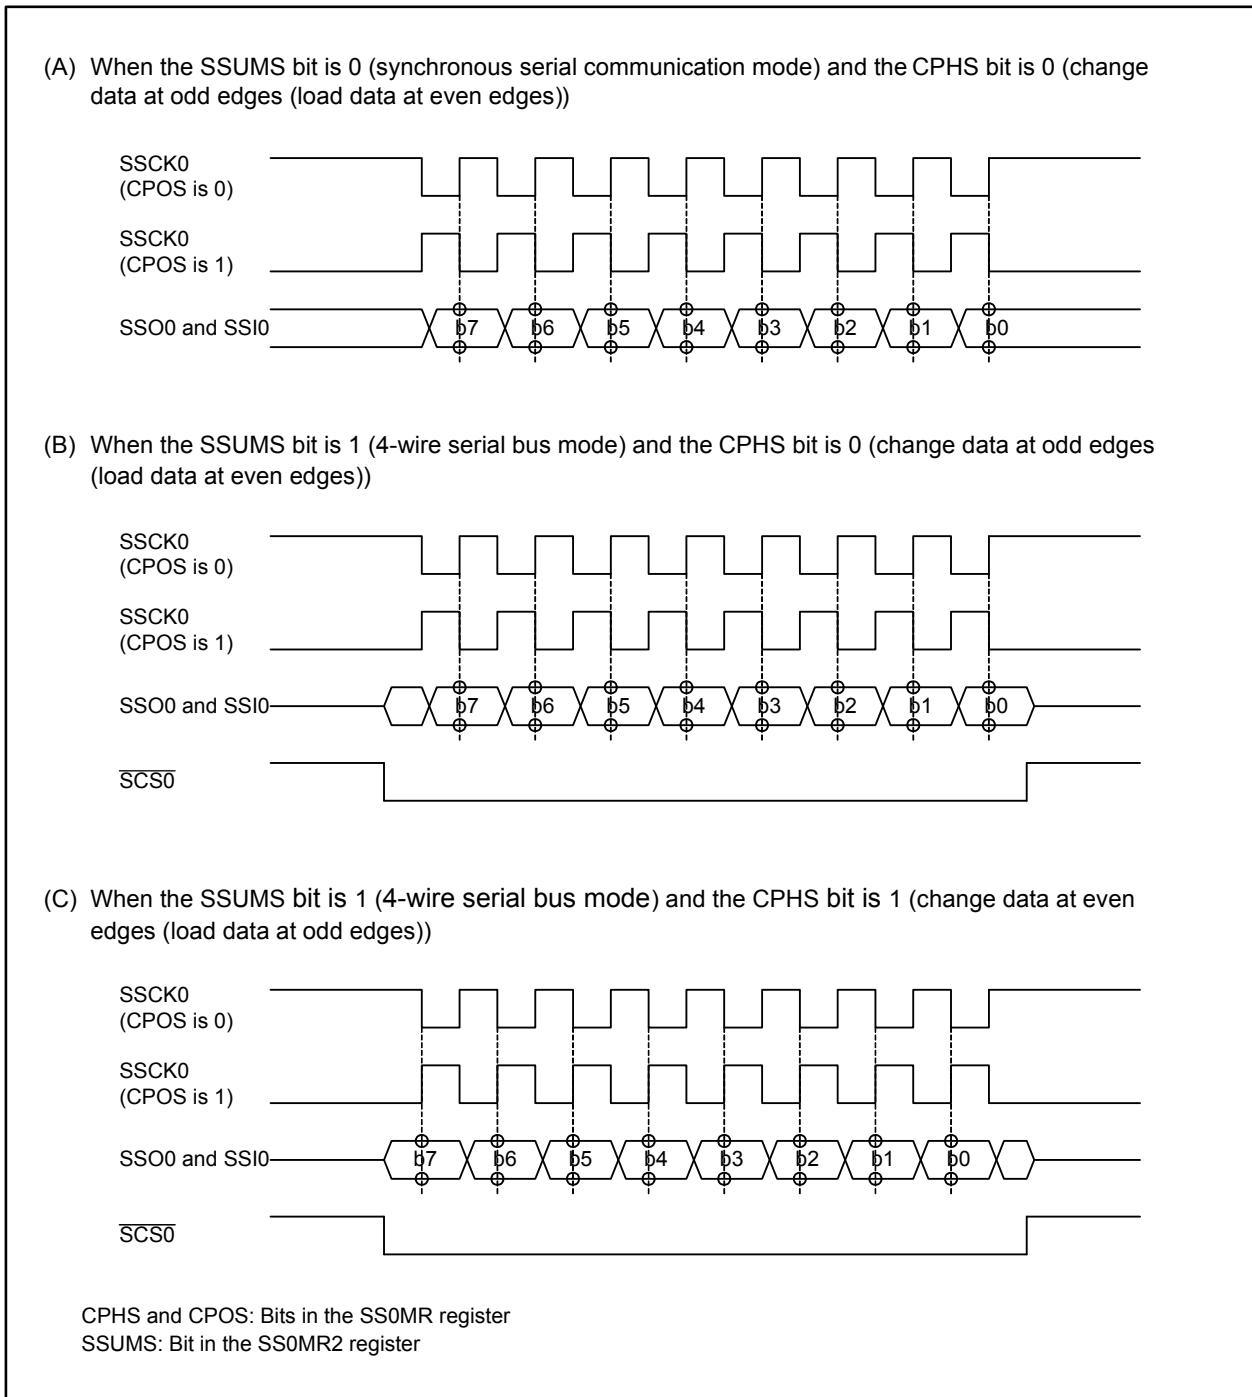 (A) When the SSUMS bit is 0 (synchronous serial communication mode) and the CPHS bit is 0 (change
data at odd edges (load data at even edges))
SSCK0
(CPOS is 0)
SSCK0
(CPOS is 1)
SSO0 and SSI0
b7 b6 b5 b4 b3 b2 b1 b0
(B) When the SSUMS bit is 1 (4-wire serial bus mode) and the CPHS bit is 0 (change data at odd edges
(load data at even edges))
SSCK0
(CPOS is 0)
SSCK0
(CPOS is 1)
SSO0 and SSI0
b7 b6 b5 b4 b3 b2 b1 b0
SCS0
(C) When the SSUMS bit is 1 (4-wire serial bus mode) and the CPHS bit is 1 (change data at even
edges (load data at odd edges))
SSCK0
(CPOS is 0)
SSCK0
(CPOS is 1)
SSO0 and SSI0
b7 b6 b5 b4 b3 b2 b1 b0
SCS0
CPHS and CPOS: Bits in the SS0MR register
SSUMS: Bit in the SS0MR2 register